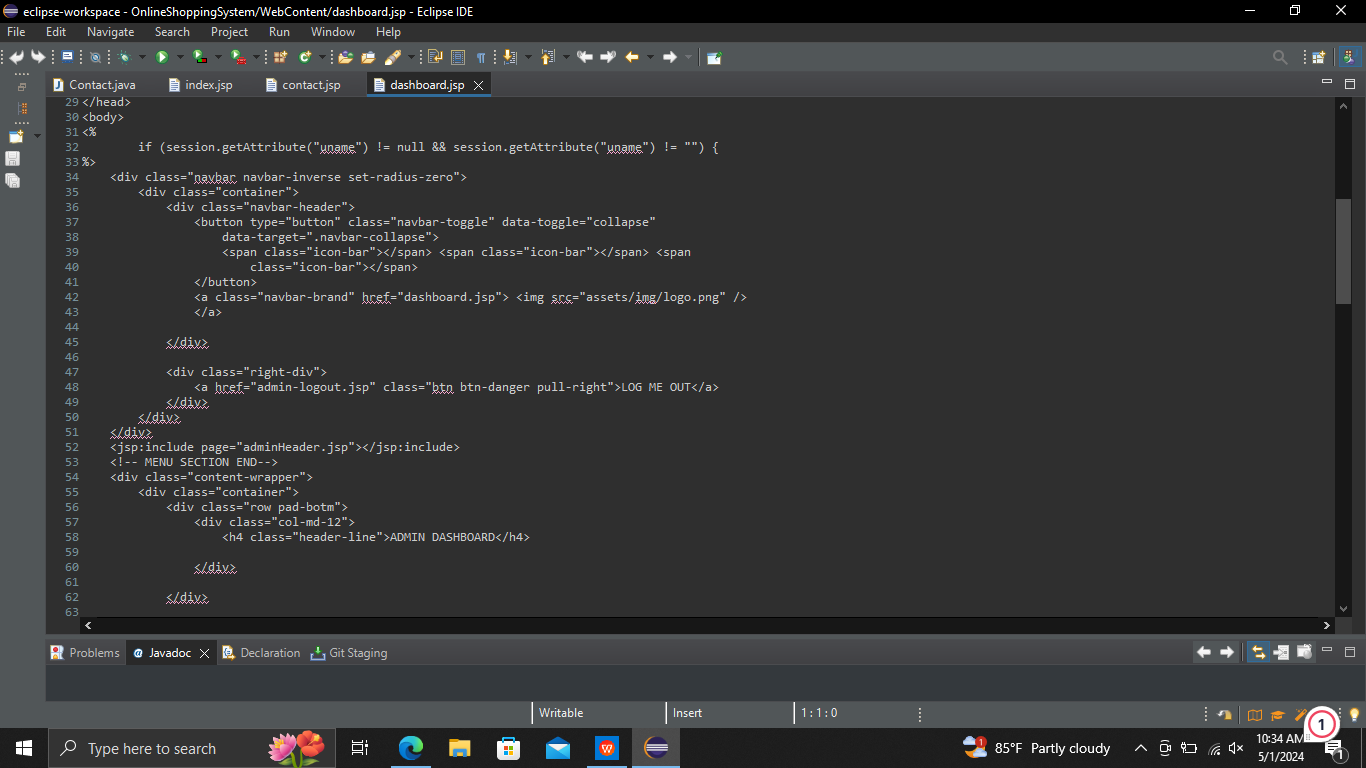 eclipse-workspace - OnlineShoppingSystem/WebContent/dashboard.jsp - Eclipse IDE
File Edit Navigate Search Project Run Window Help
Contact.java index.jsp contact.jsp dashboard.jsp
29 </head>
30 <body>
31 <%
32 if (session.getAttribute("uname") != null && session.getAttribute("uname") != "") {
33 %>
34 <div class="navbar navbar-inverse set-radius-zero">
35 <div class="container">
36 <div class="navbar-header">
37 <button type="button" class="navbar-toggle" data-toggle="collapse"
38 data-target=".navbar-collapse">
39 <span class="icon-bar"></span> <span class="icon-bar"></span> <span
40 class="icon-bar"></span>
41 </button>
42 <a class="navbar-brand" href="dashboard.jsp"> <img src="assets/img/logo.png" />
43 </a>
44
45 </div>
46
47 <div class="right-div">
48 <a href="admin-logout.jsp" class="btn btn-danger pull-right">LOG ME OUT</a>
49 </div>
50 </div>
51 </div>
52 <jsp:include page="adminHeader.jsp"></jsp:include>
53 <!-- MENU SECTION END-->
54 <div class="content-wrapper">
55 <div class="container">
56 <div class="row pad-botm">
57 <div class="col-md-12">
58 <h4 class="header-line">ADMIN DASHBOARD</h4>
59
60 </div>
61
62 </div>
63
Problems Javadoc Declaration Git Staging
Writable Insert 1 : 1 : 0
1
Type here to search
1 85°F Partly cloudy
10:34 AM
5/1/2024
1